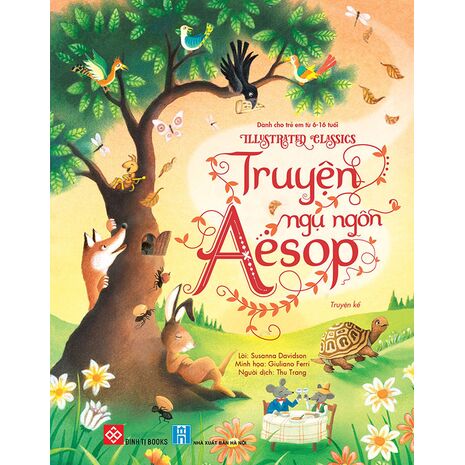 Dành cho trẻ em từ 6-16 tuổi
ILLUSTRATED CLASSICS
Truyện
ngụ ngôn
Aesop
Truyện kể
Lời: Susanna Davidson
Minh họa: Giuliano Ferri
Người dịch: Thu Trang
ĐINH TỊ BOOKS
NHÀ XUẤT BẢN HÀ NỘI